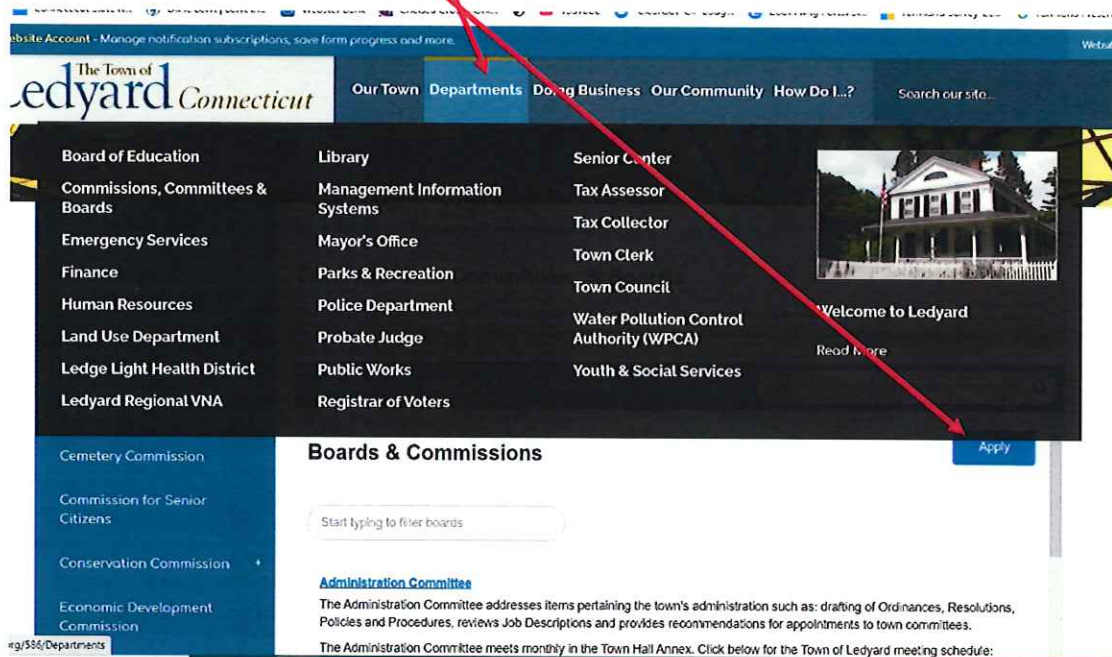 ebsite Account - Manage notification subscriptions, save form progress and more.
Websi
The Town of
Ledyard Connecticut
Our Town Departments Doing Business Our Community How Do I...? Search our site...
Board of Education
Commissions, Committees &
Boards
Emergency Services
Finance
Human Resources
Land Use Department
Ledge Light Health District
Ledyard Regional VNA
Library
Management Information
Systems
Mayor's Office
Parks & Recreation
Police Department
Probate Judge
Public Works
Registrar of Voters
Senior Center
Tax Assessor
Tax Collector
Town Clerk
Town Council
Water Pollution Control
Authority (WPCA)
Youth & Social Services
Welcome to Ledyard
Read More
Cemetery Commission
Commission for Senior
Citizens
Conservation Commission +
Economic Development
Commission
Boards & Commissions
Apply
Start typing to filter boards
Administration Committee
The Administration Committee addresses items pertaining the town's administration such as: drafting of Ordinances, Resolutions,
Policies and Procedures, reviews Job Descriptions and provides recommendations for appointments to town committees.
The Administration Committee meets monthly in the Town Hall Annex. Click below for the Town of Ledyard meeting schedule:
org/586/Departments